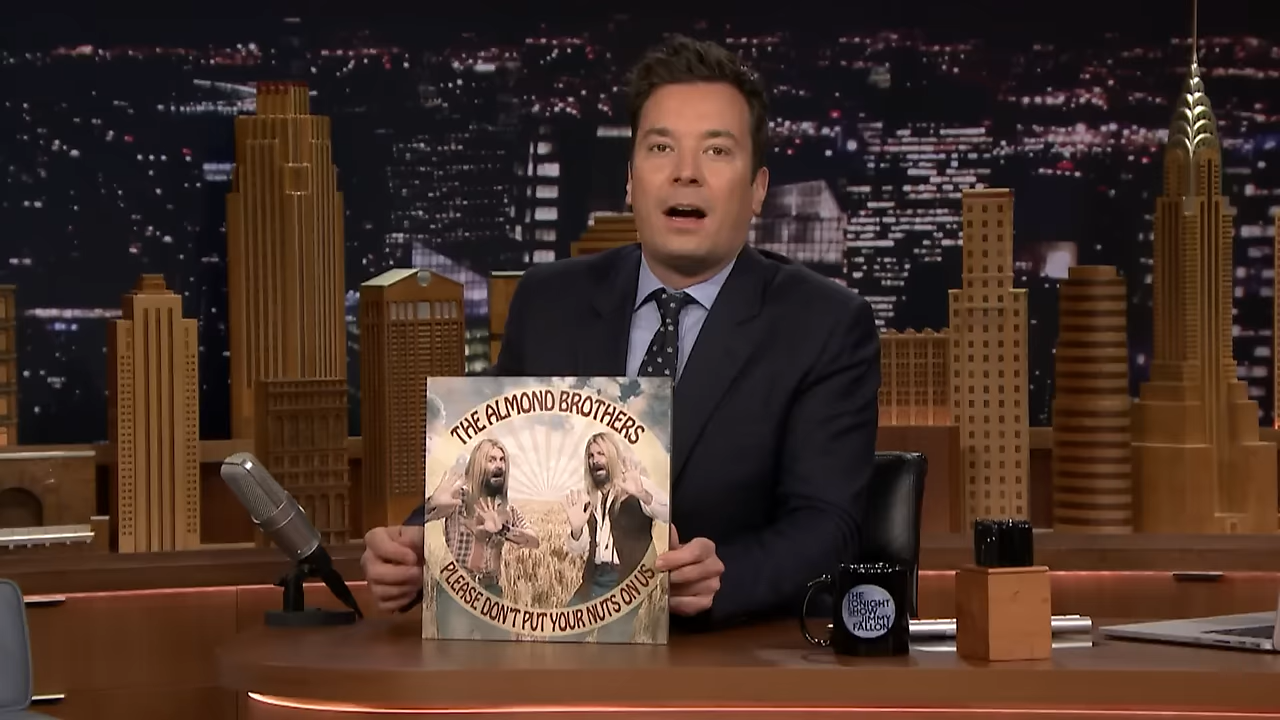 THE ALMOND BROTHERS
PLEASE DON'T PUT YOUR NUTS ON US
THE
TONIGHT
SHOW
JIMMY
FALLON